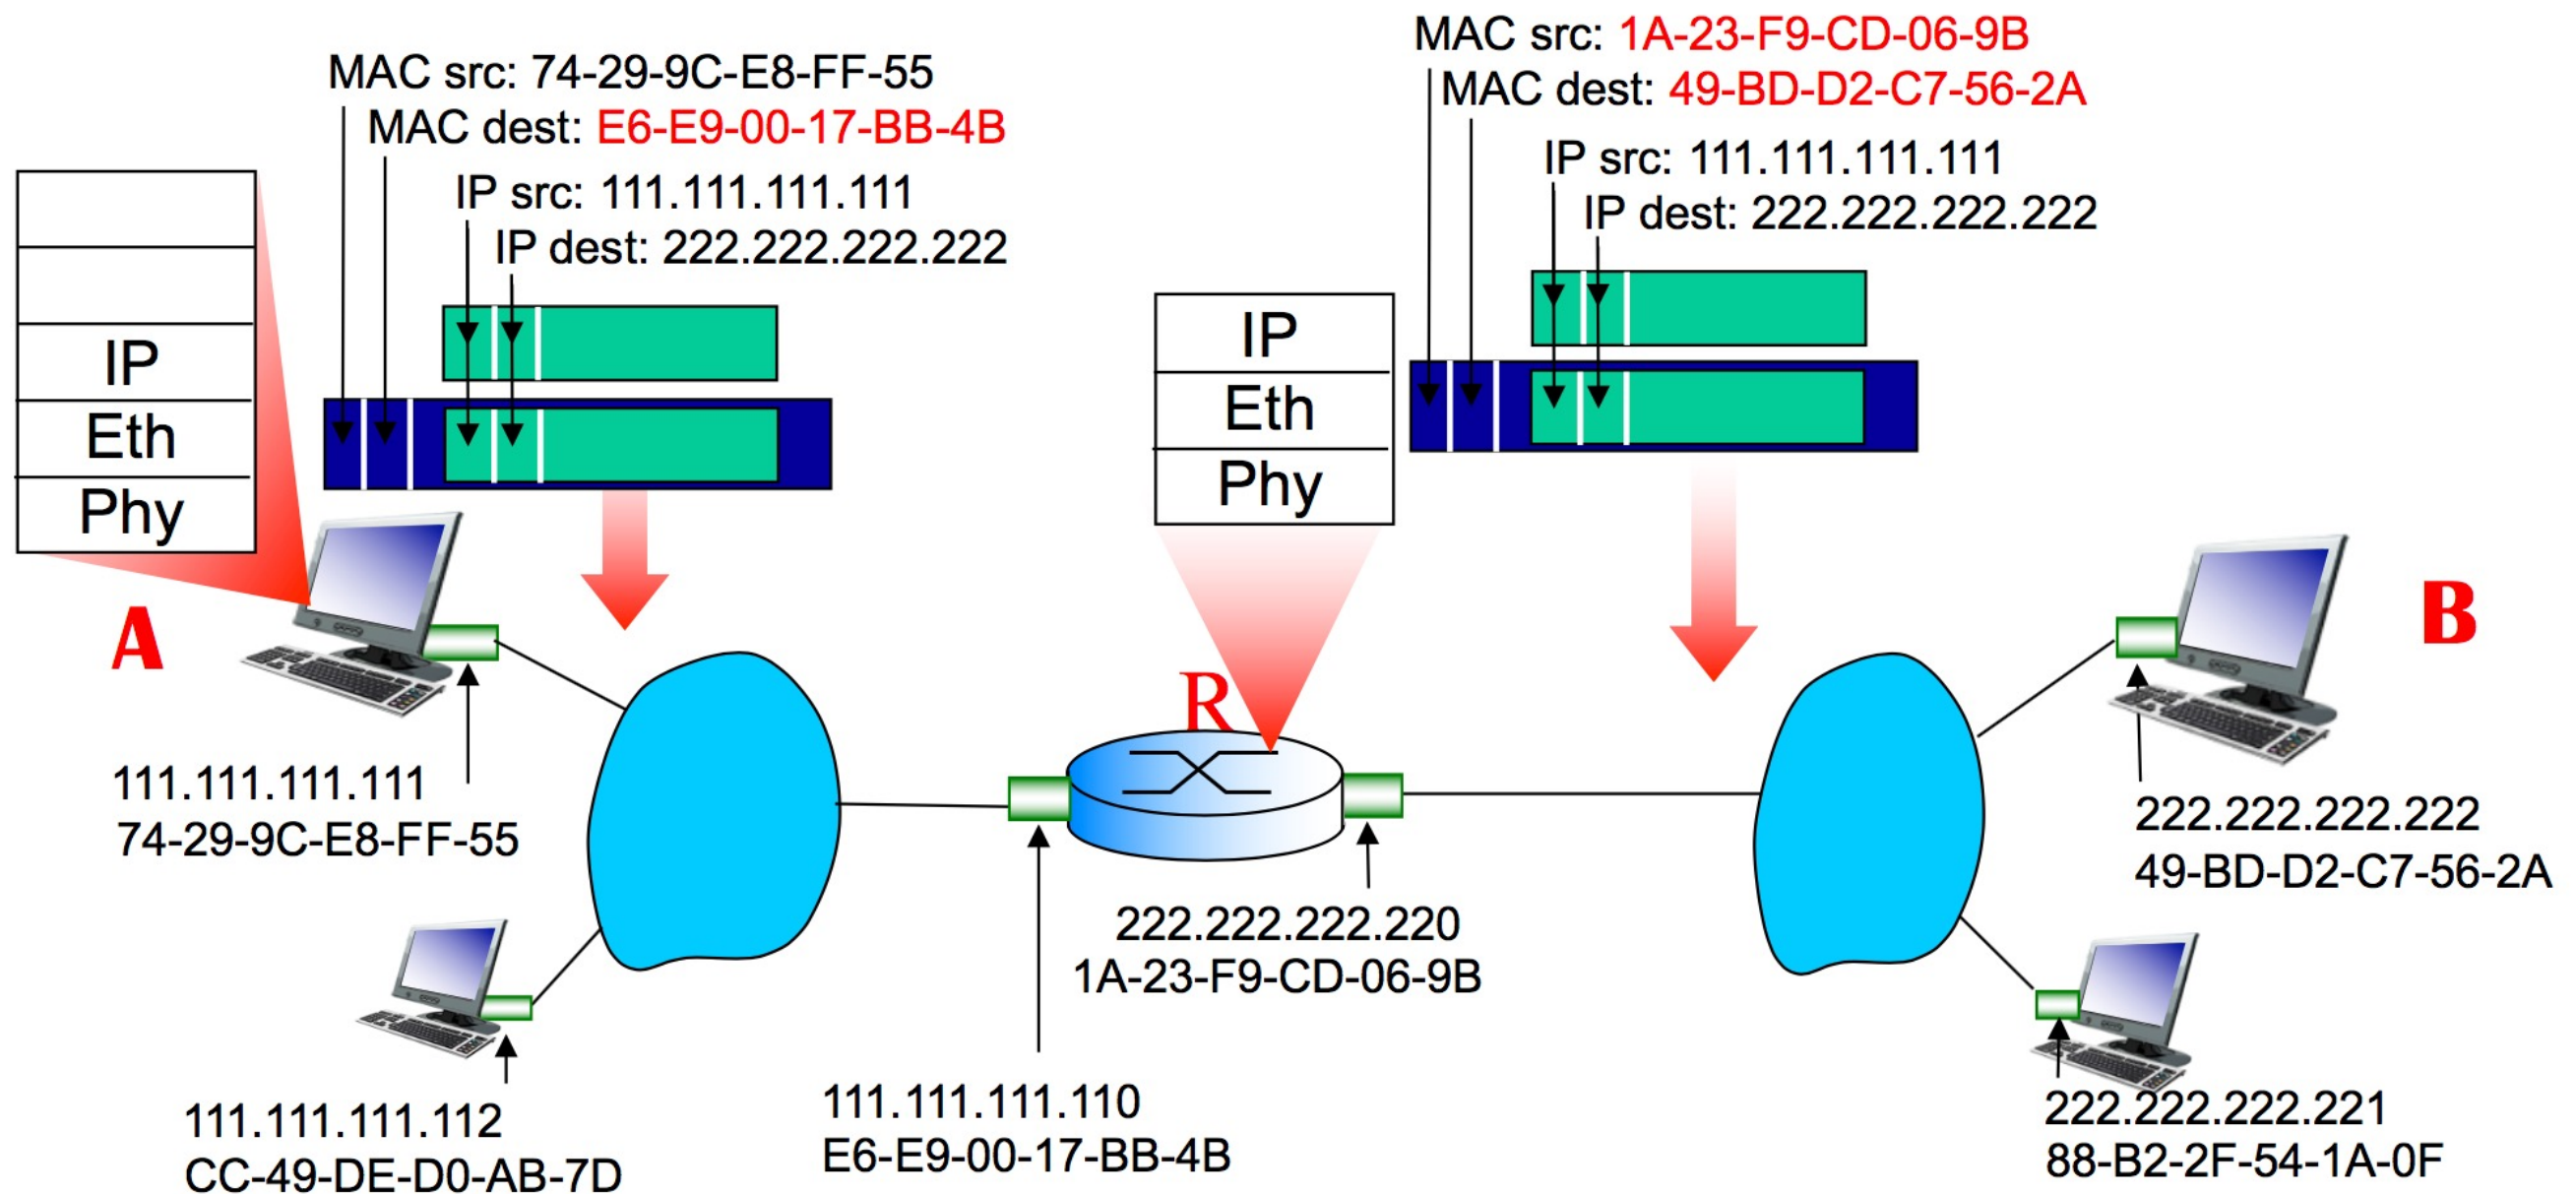 MAC src: 74-29-9C-E8-FF-55
MAC dest: E6-E9-00-17-BB-4B
IP src: 111.111.111.111
IP dest: 222.222.222.222
IP
Eth
Phy
A
111.111.111.111
74-29-9C-E8-FF-55
111.111.111.112
CC-49-DE-D0-AB-7D
MAC src: 1A-23-F9-CD-06-9B
MAC dest: 49-BD-D2-C7-56-2A
IP src: 111.111.111.111
IP dest: 222.222.222.222
IP
Eth
Phy
R
222.222.222.220
1A-23-F9-CD-06-9B
111.111.111.110
E6-E9-00-17-BB-4B
B
222.222.222.222
49-BD-D2-C7-56-2A
222.222.222.221
88-B2-2F-54-1A-0F